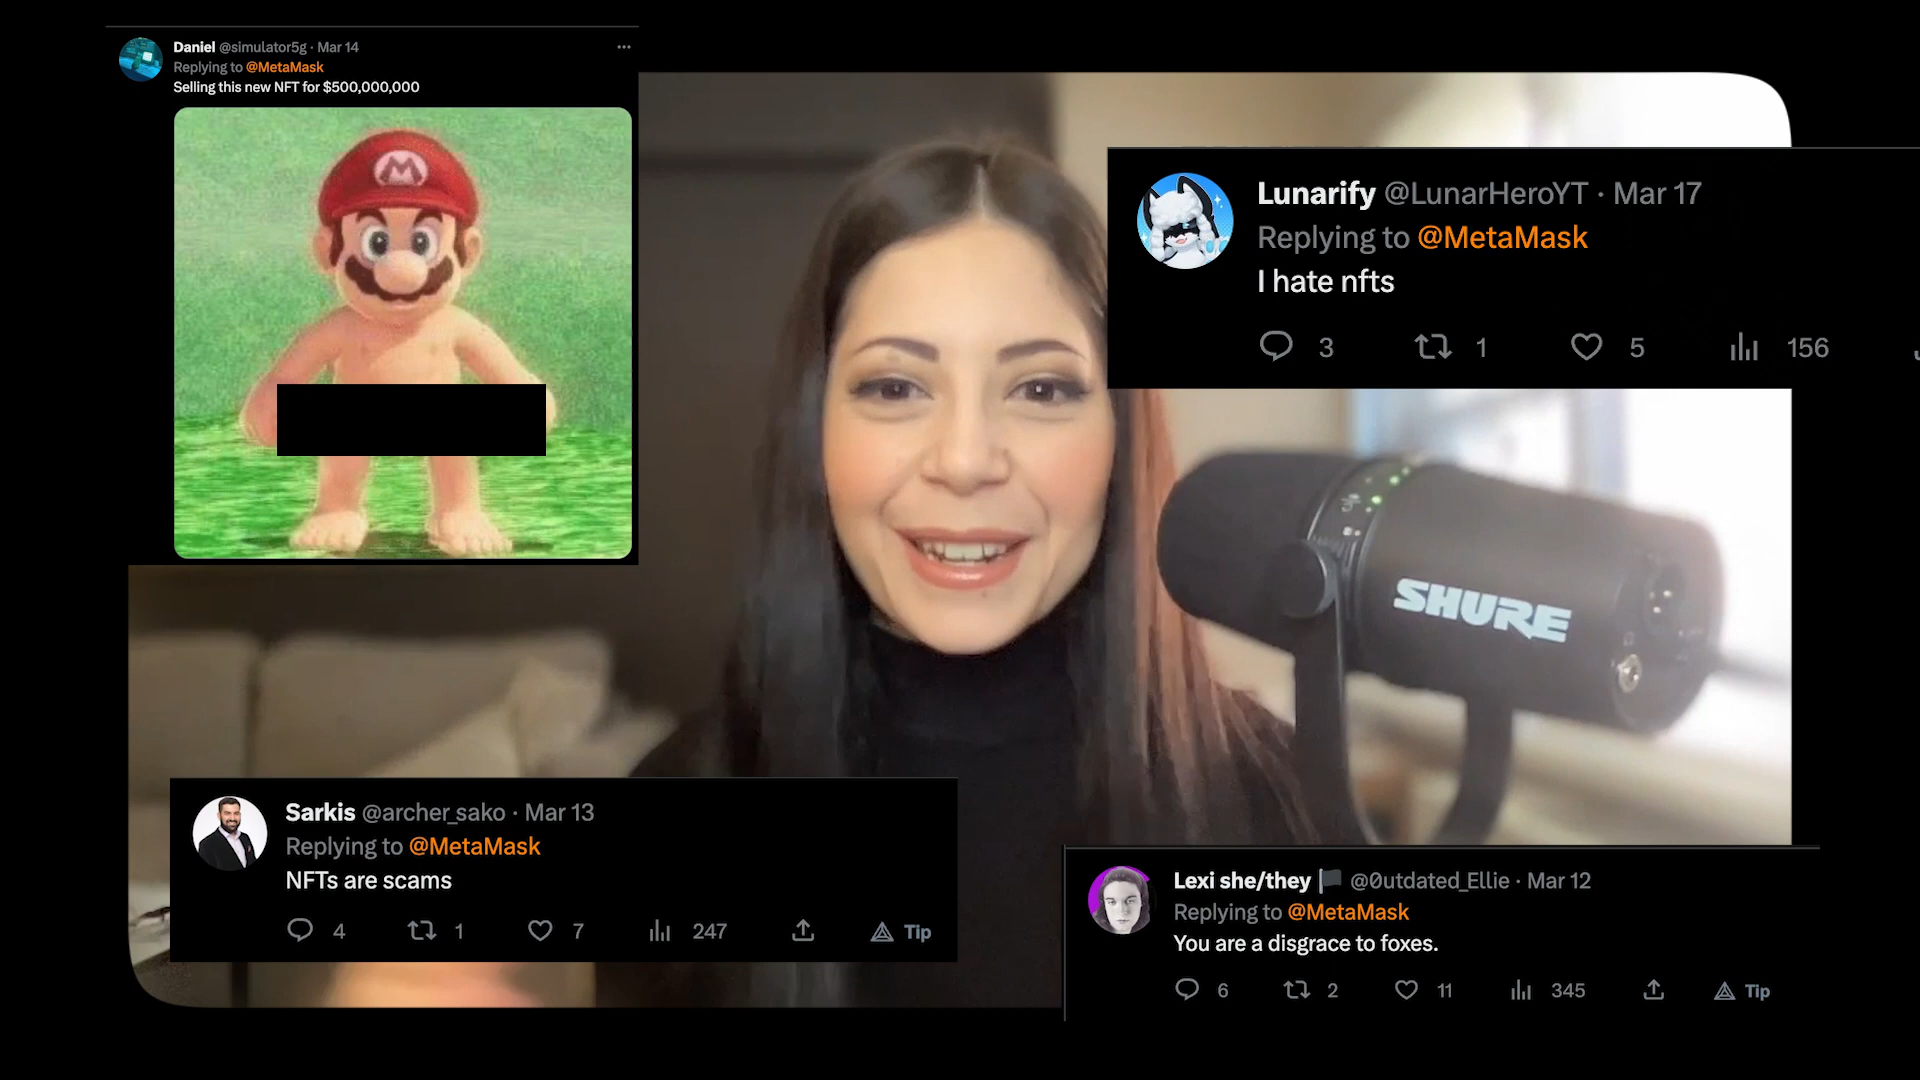 Daniel @simulator5g · Mar 14
Replying to @MetaMask
Selling this new NFT for $500,000,000
M
Lunarify @LunarHeroYT · Mar 17
Replying to @MetaMask
I hate nfts
3 1 5 156
SHURE
Sarkis @archer_sako · Mar 13
Replying to @MetaMask
NFTs are scams
4 1 7 247 Tip
Lexi she/they @0utdated_Ellie · Mar 12
Replying to @MetaMask
You are a disgrace to foxes.
6 2 11 345 Tip